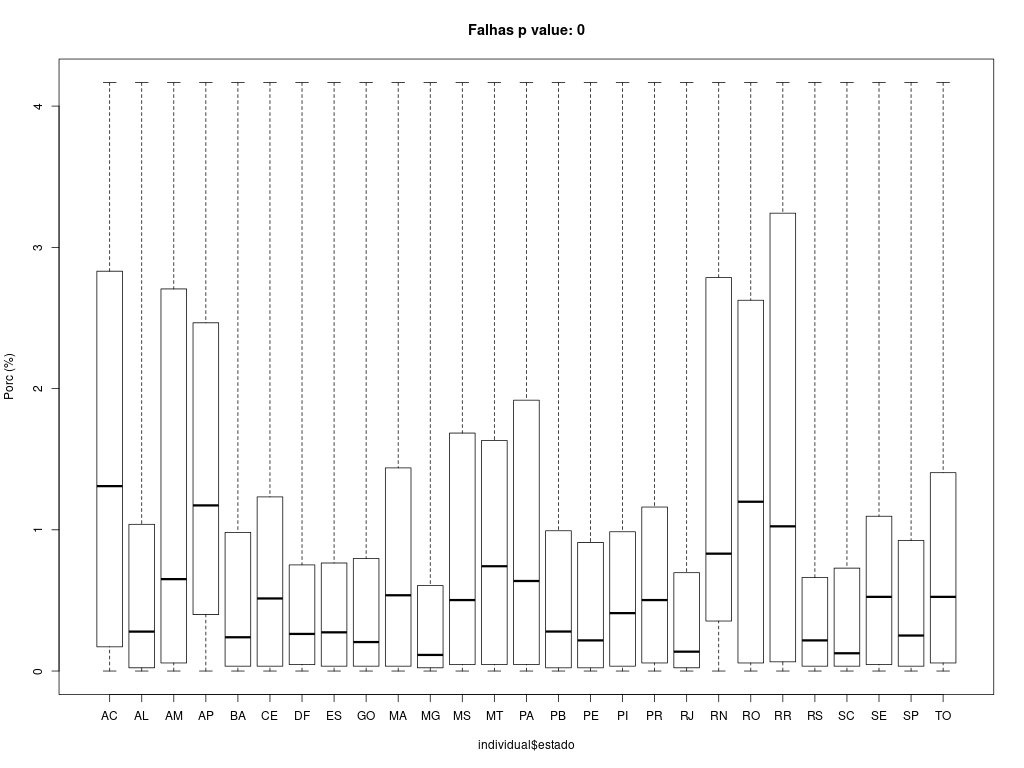 Falhas p value: 0
Porc (%)
4
3
2
1
0
AC AL AM AP BA CE DF ES GO MA MG MS MT PA PB PE PI PR RJ RN RO RR RS SC SE SP TO
individual$estado